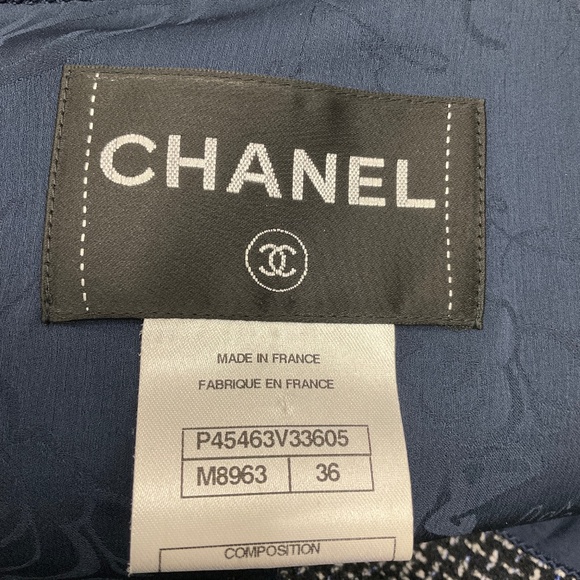 CHANEL
MADE IN FRANCE
FABRIQUE EN FRANCE
P45463V33605
M8963 36
COMPOSITION